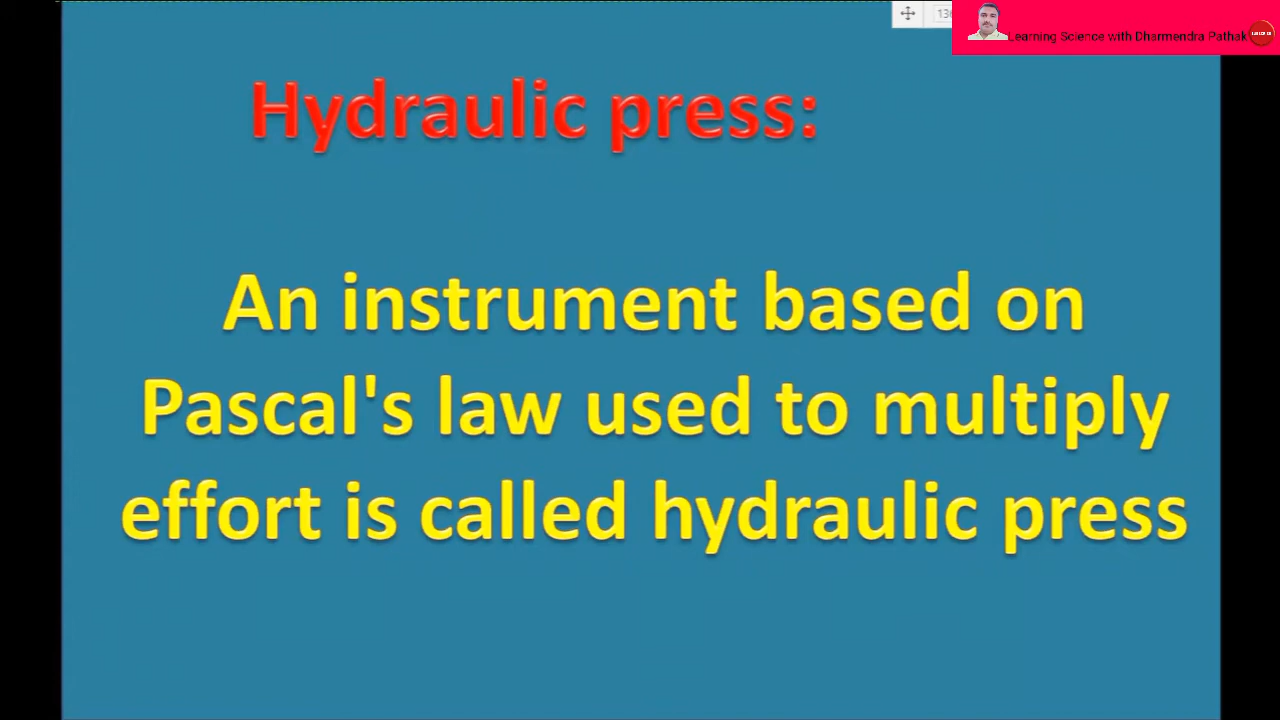 Learning Science with Dharmendra Pathak
Hydraulic press:
An instrument based on
Pascal's law used to multiply
effort is called hydraulic press